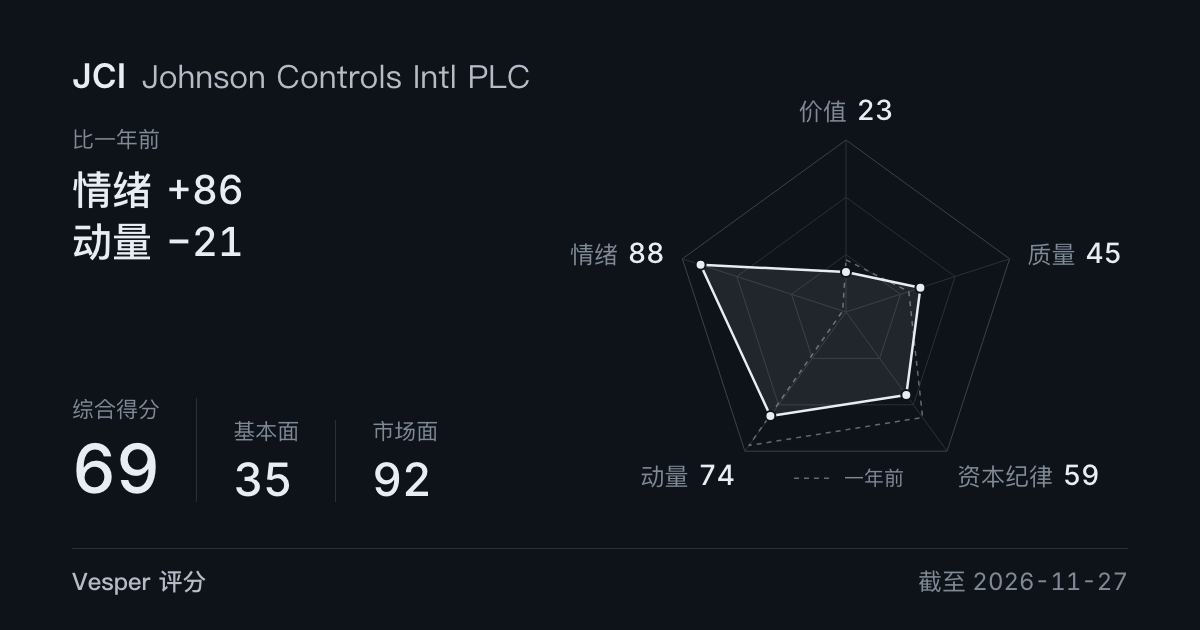 JCI Johnson Controls Intl PLC
比一年前
情绪 +86
动量 −21
综合得分
69
基本面
35
市场面
92
价值 23
质量 45
资本纪律 59
动量 74
情绪 88
一年前
Vesper 评分
截至 2026-11-27